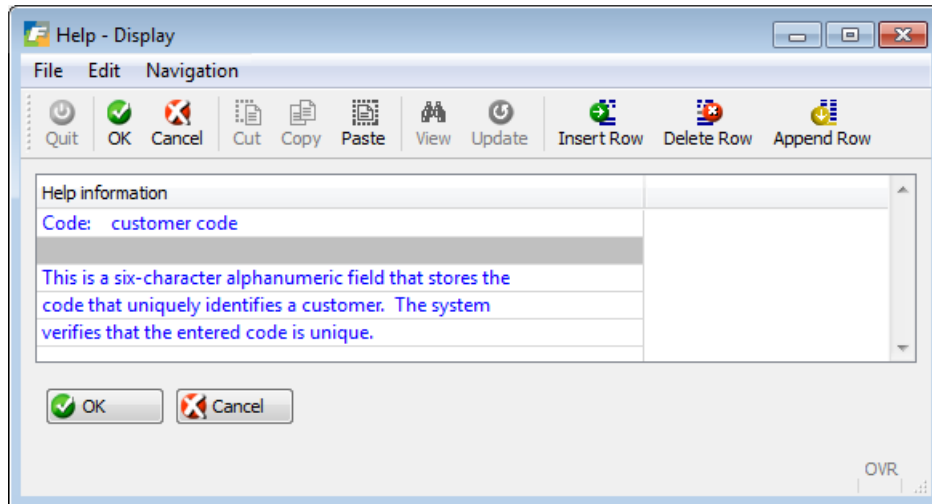 Help - Display
File Edit Navigation
Quit OK Cancel Cut Copy Paste View Update Insert Row Delete Row Append Row
Help information
Code: customer code
This is a six-character alphanumeric field that stores the
code that uniquely identifies a customer. The system
verifies that the entered code is unique.
OK Cancel
OVR